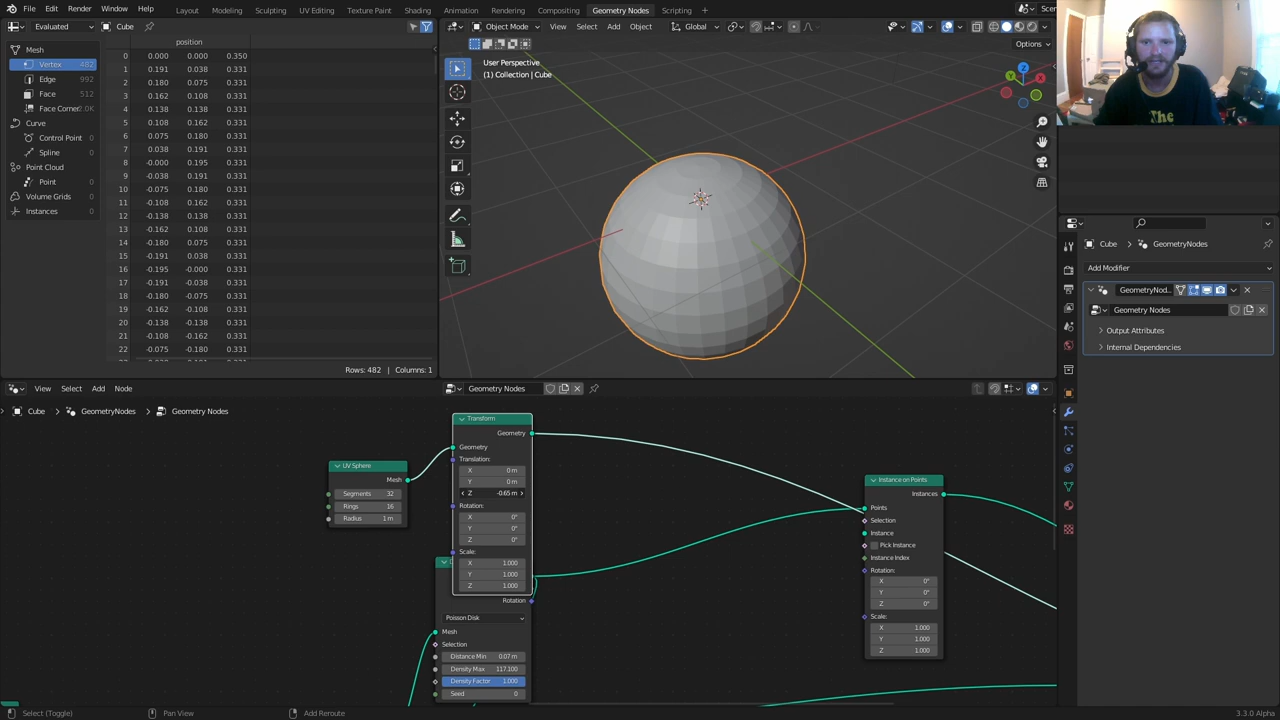 File Edit Render Window Help Layout Modeling Sculpting UV Editing Texture Paint Shading Animation Rendering Compositing Geometry Nodes Scripting Scene
Evaluated Cube Object Mode View Select Add Object Global
Options
position
Mesh
Vertex 482
Edge 992
Face 512
Face Corner 2.0K
Curve
Control Point 0
Spline 0
Point Cloud
Point 0
Volume Grids 0
Instances 0
0 0.000 0.000 0.350
1 0.191 0.038 0.331
2 0.180 0.075 0.331
3 0.162 0.108 0.331
4 0.138 0.138 0.331
5 0.108 0.162 0.331
6 0.075 0.180 0.331
7 0.038 0.191 0.331
8 -0.000 0.195 0.331
9 -0.038 0.191 0.331
10 -0.075 0.180 0.331
11 -0.108 0.162 0.331
12 -0.138 0.138 0.331
13 -0.162 0.108 0.331
14 -0.180 0.075 0.331
15 -0.191 0.038 0.331
16 -0.195 -0.000 0.331
17 -0.191 -0.038 0.331
18 -0.180 -0.075 0.331
19 -0.162 -0.108 0.331
20 -0.138 -0.138 0.331
21 -0.108 -0.162 0.331
22 -0.075 -0.180 0.331
Rows: 482 | Columns: 1
User Perspective
(1) Collection | Cube
Z
Y
X
The
Cube > GeometryNodes
Add Modifier
GeometryNod...
Geometry Nodes
Output Attributes
Internal Dependencies
View Select Add Node Geometry Nodes
Cube > GeometryNodes > Geometry Nodes
UV Sphere
Mesh
Segments 32
Rings 16
Radius 1 m
Transform
Geometry
Geometry
Translation:
X 0 m
Y 0 m
Z -0.65 m
Rotation:
X 0°
Y 0°
Z 0°
Scale:
X 1.000
Y 1.000
Z 1.000
Rotation
Poisson Disk
Mesh
Selection
Distance Min 0.07 m
Density Max 117.100
Density Factor 1.000
Seed 0
Instance on Points
Instances
Points
Selection
Instance
Pick Instance
Instance Index
Rotation:
X 0°
Y 0°
Z 0°
Scale:
X 1.000
Y 1.000
Z 1.000
Select (Toggle) Pan View Add Reroute 3.3.0 Alpha